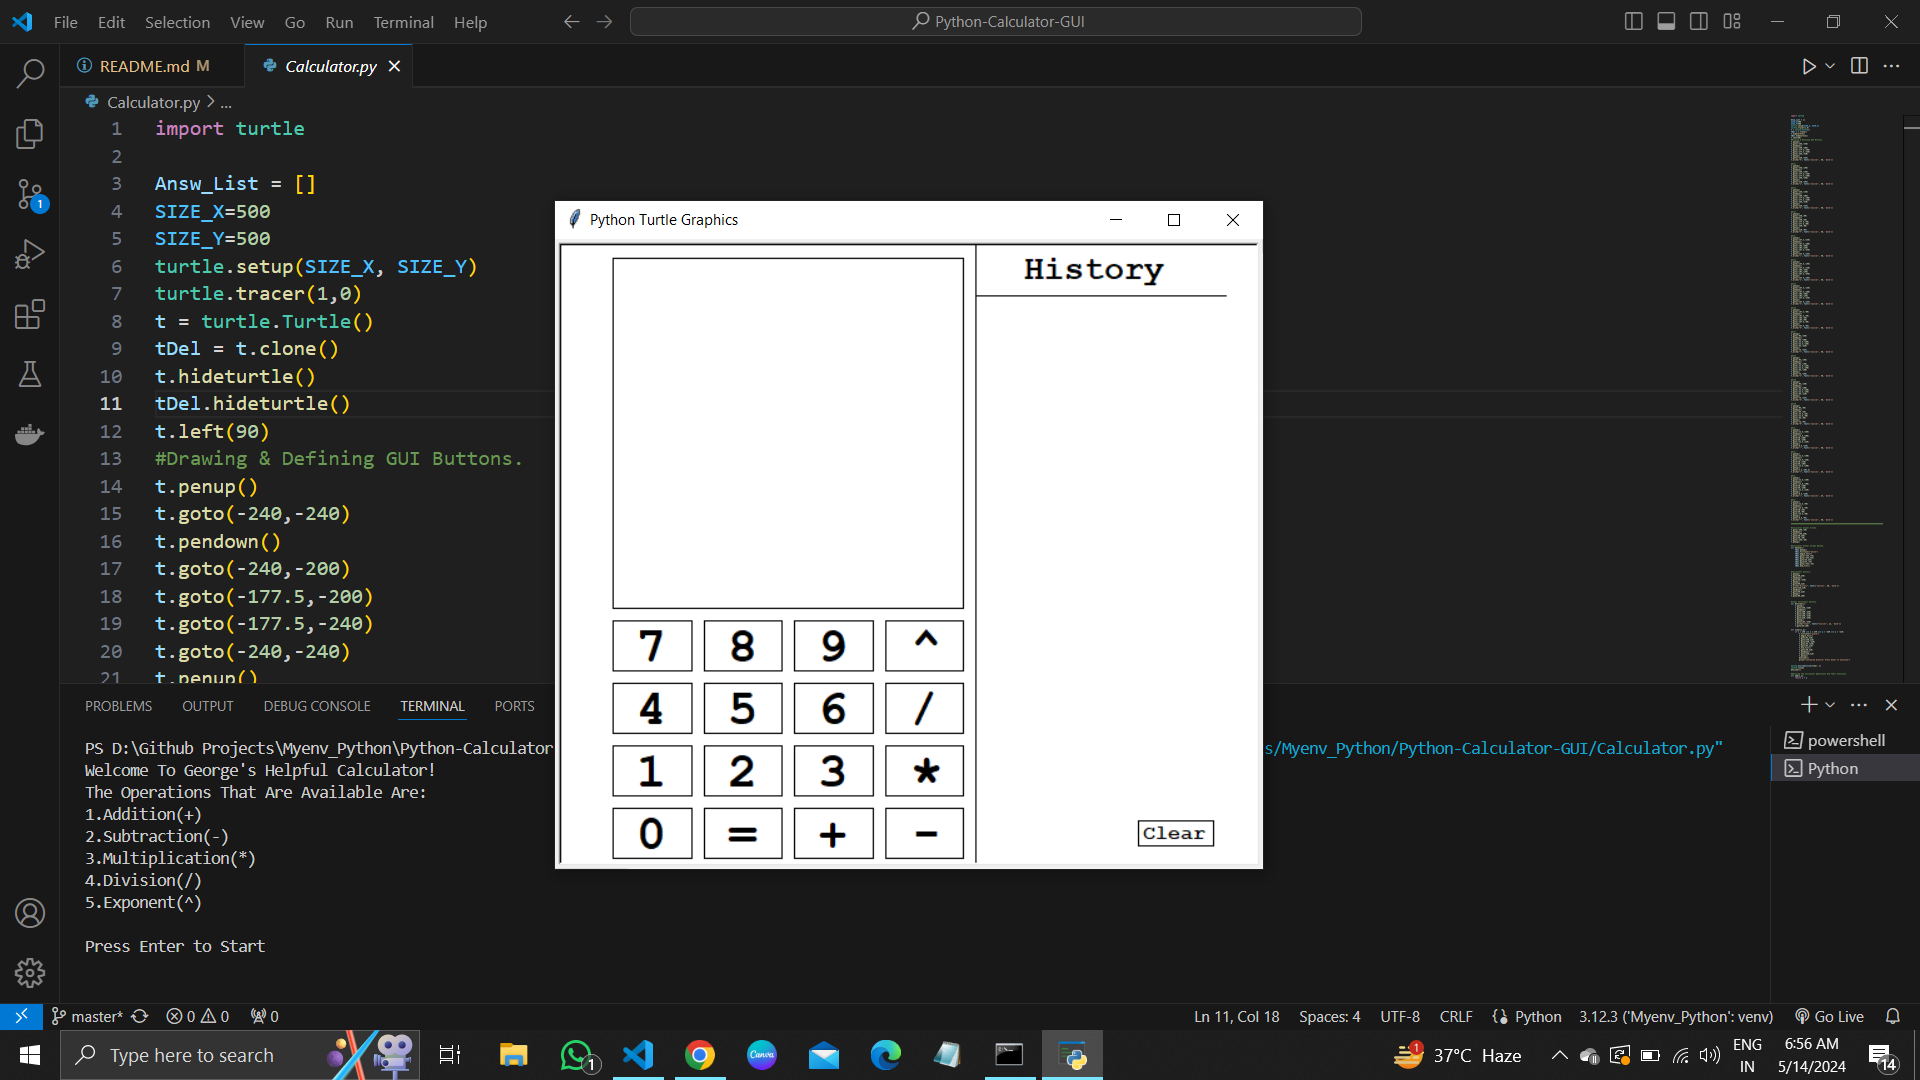 File Edit Selection View Go Run Terminal Help
Python-Calculator-GUI
README.md M
Calculator.py
Calculator.py > ...
1 import turtle
2
3 Answ_List = []
4 SIZE_X=500
5 SIZE_Y=500
6 turtle.setup(SIZE_X, SIZE_Y)
7 turtle.tracer(1,0)
8 t = turtle.Turtle()
9 tDel = t.clone()
10 t.hideturtle()
11 tDel.hideturtle()
12 t.left(90)
13 #Drawing & Defining GUI Buttons.
14 t.penup()
15 t.goto(-240,-240)
16 t.pendown()
17 t.goto(-240,-200)
18 t.goto(-177.5,-200)
19 t.goto(-177.5,-240)
20 t.goto(-240,-240)
21 t.penup()
1
Python Turtle Graphics
History
7 8 9 ^
4 5 6 /
1 2 3 *
0 = + -
Clear
PROBLEMS OUTPUT DEBUG CONSOLE TERMINAL PORTS
powershell
Python
PS D:\Github Projects\Myenv_Python\Python-Calculator
s/Myenv_Python/Python-Calculator-GUI/Calculator.py"
Welcome To George's Helpful Calculator!
The Operations That Are Available Are:
1.Addition(+)
2.Subtraction(-)
3.Multiplication(*)
4.Division(/)
5.Exponent(^)
Press Enter to Start
master* 0 0 0
Ln 11, Col 18 Spaces: 4 UTF-8 CRLF Python 3.12.3 ('Myenv_Python': venv) Go Live
Type here to search
1
Canva
1
37°C Haze
ENG
IN
6:56 AM
5/14/2024
14